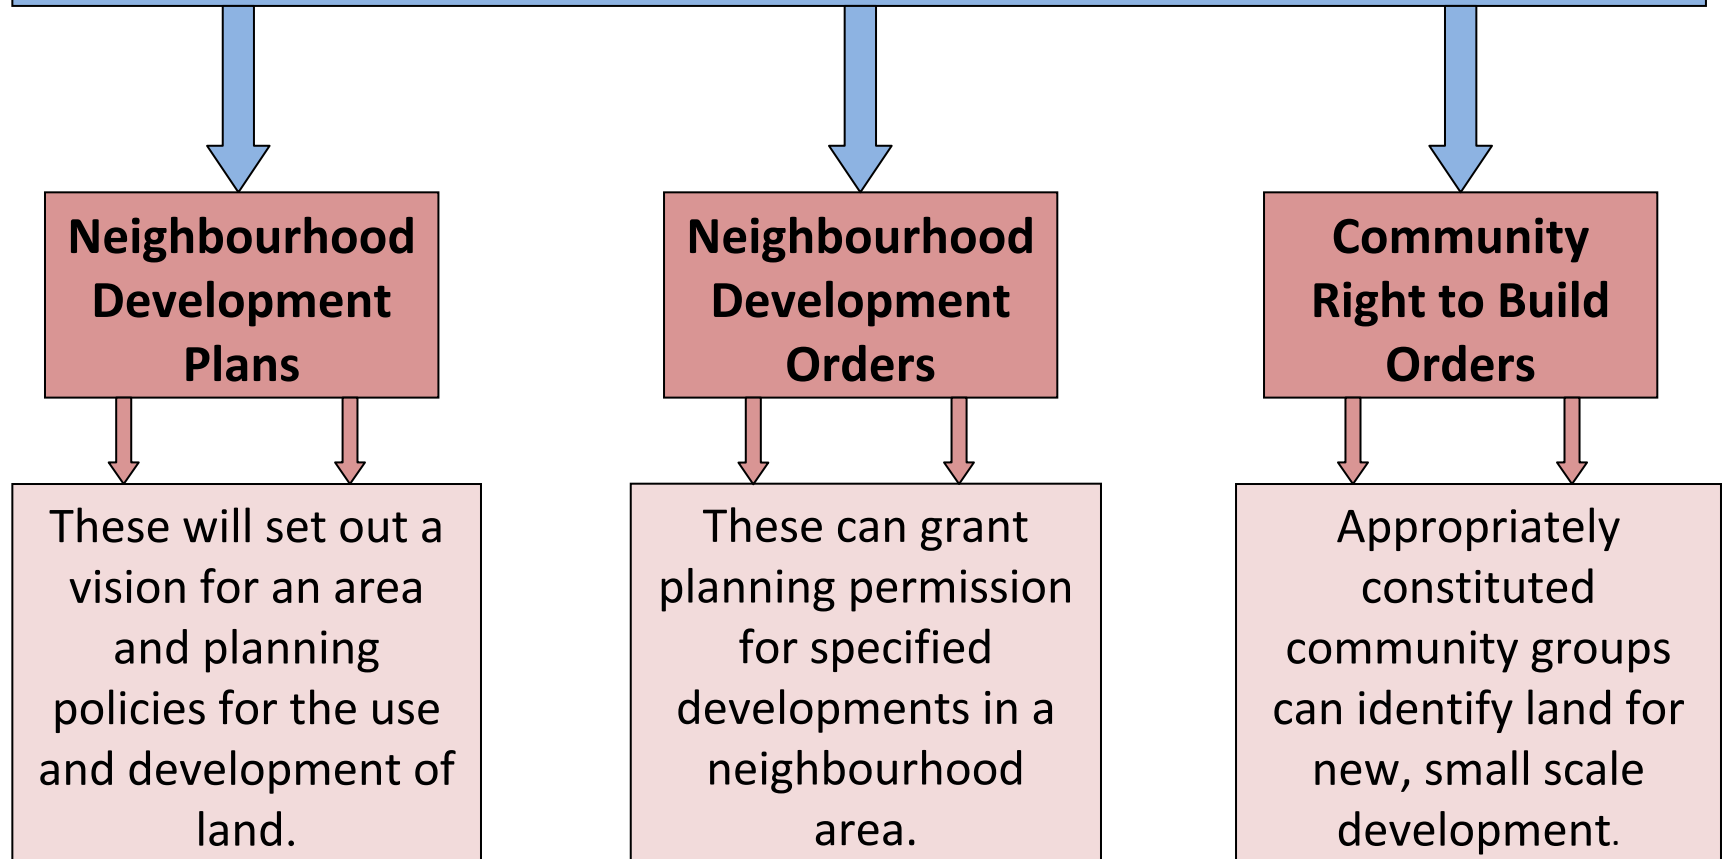 Neighbourhood
Development
Plans
Neighbourhood
Development
Orders
Community
Right to Build
Orders
These will set out a
vision for an area
and planning
policies for the use
and development of
land.
These can grant
planning permission
for specified
developments in a
neighbourhood
area.
Appropriately
constituted
community groups
can identify land for
new, small scale
development.